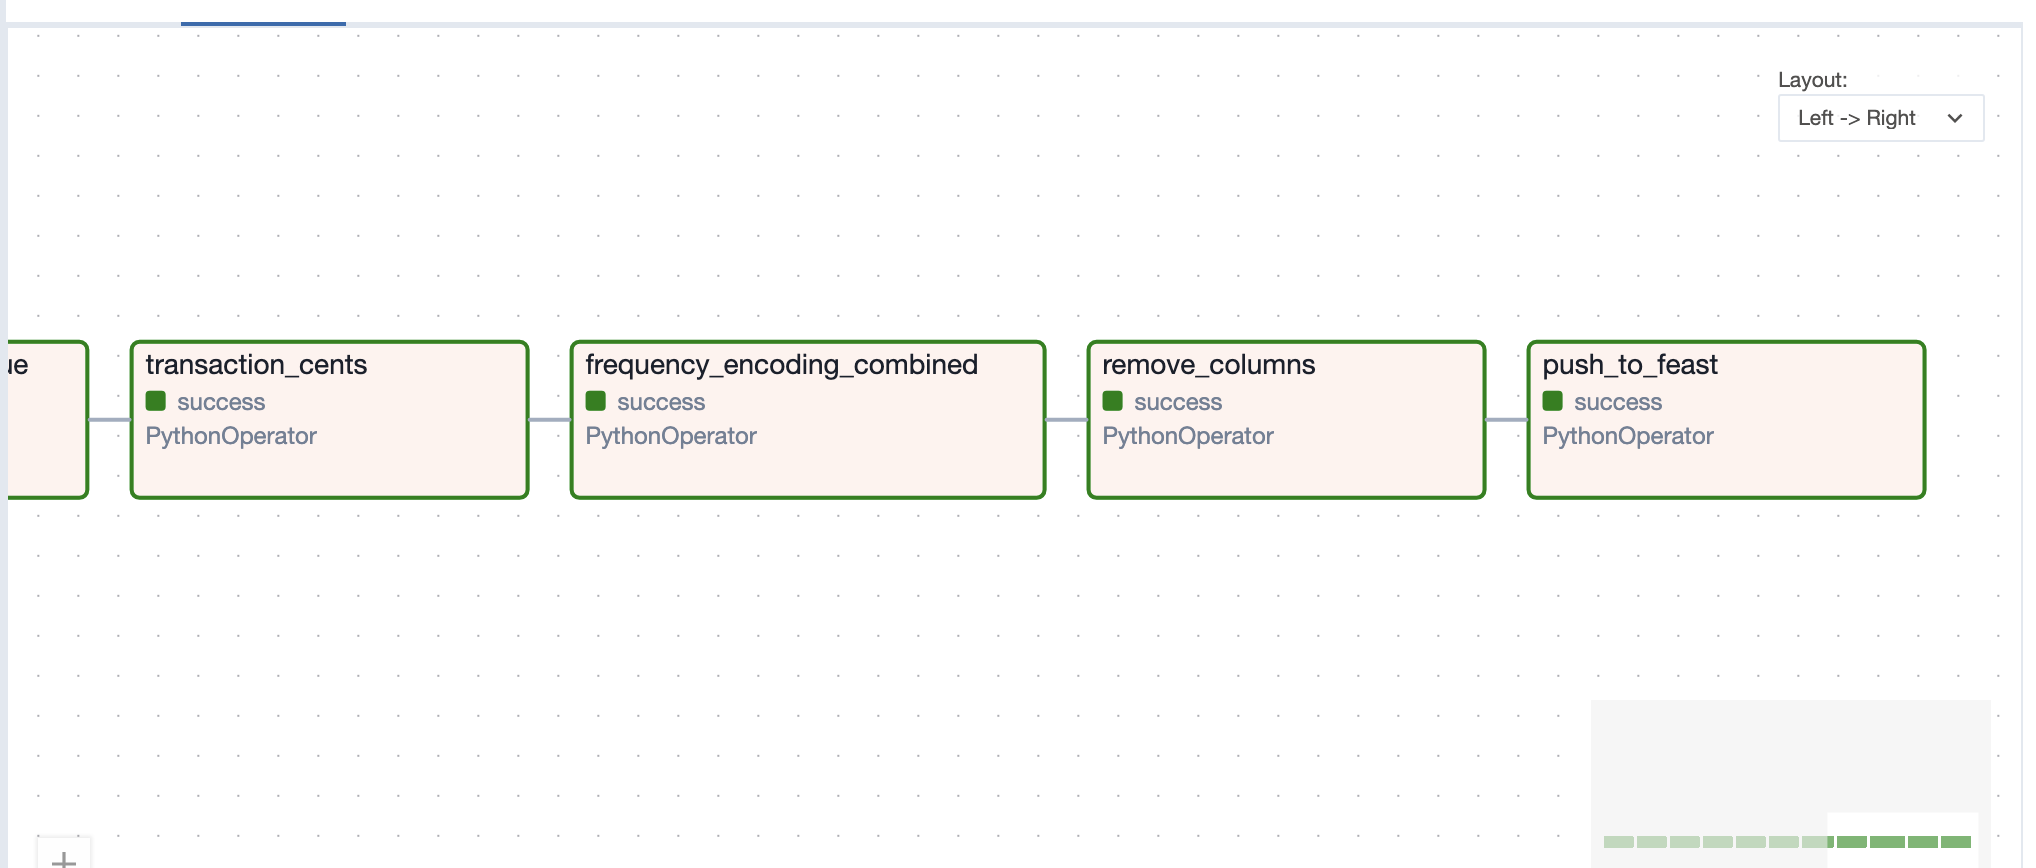 Layout:
Left -> Right
ue
transaction_cents
success
PythonOperator
frequency_encoding_combined
success
PythonOperator
remove_columns
success
PythonOperator
push_to_feast
success
PythonOperator